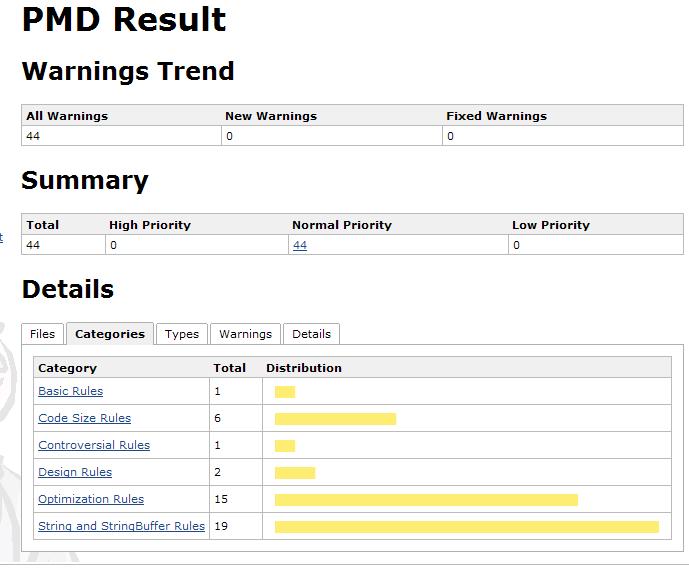 PMD Result
Warnings Trend
All Warnings New Warnings Fixed Warnings
44 0 0
Summary
Total High Priority Normal Priority Low Priority
44 0 44 0
Details
Files Categories Types Warnings Details
Category Total Distribution
Basic Rules 1
Code Size Rules 6
Controversial Rules 1
Design Rules 2
Optimization Rules 15
String and StringBuffer Rules 19